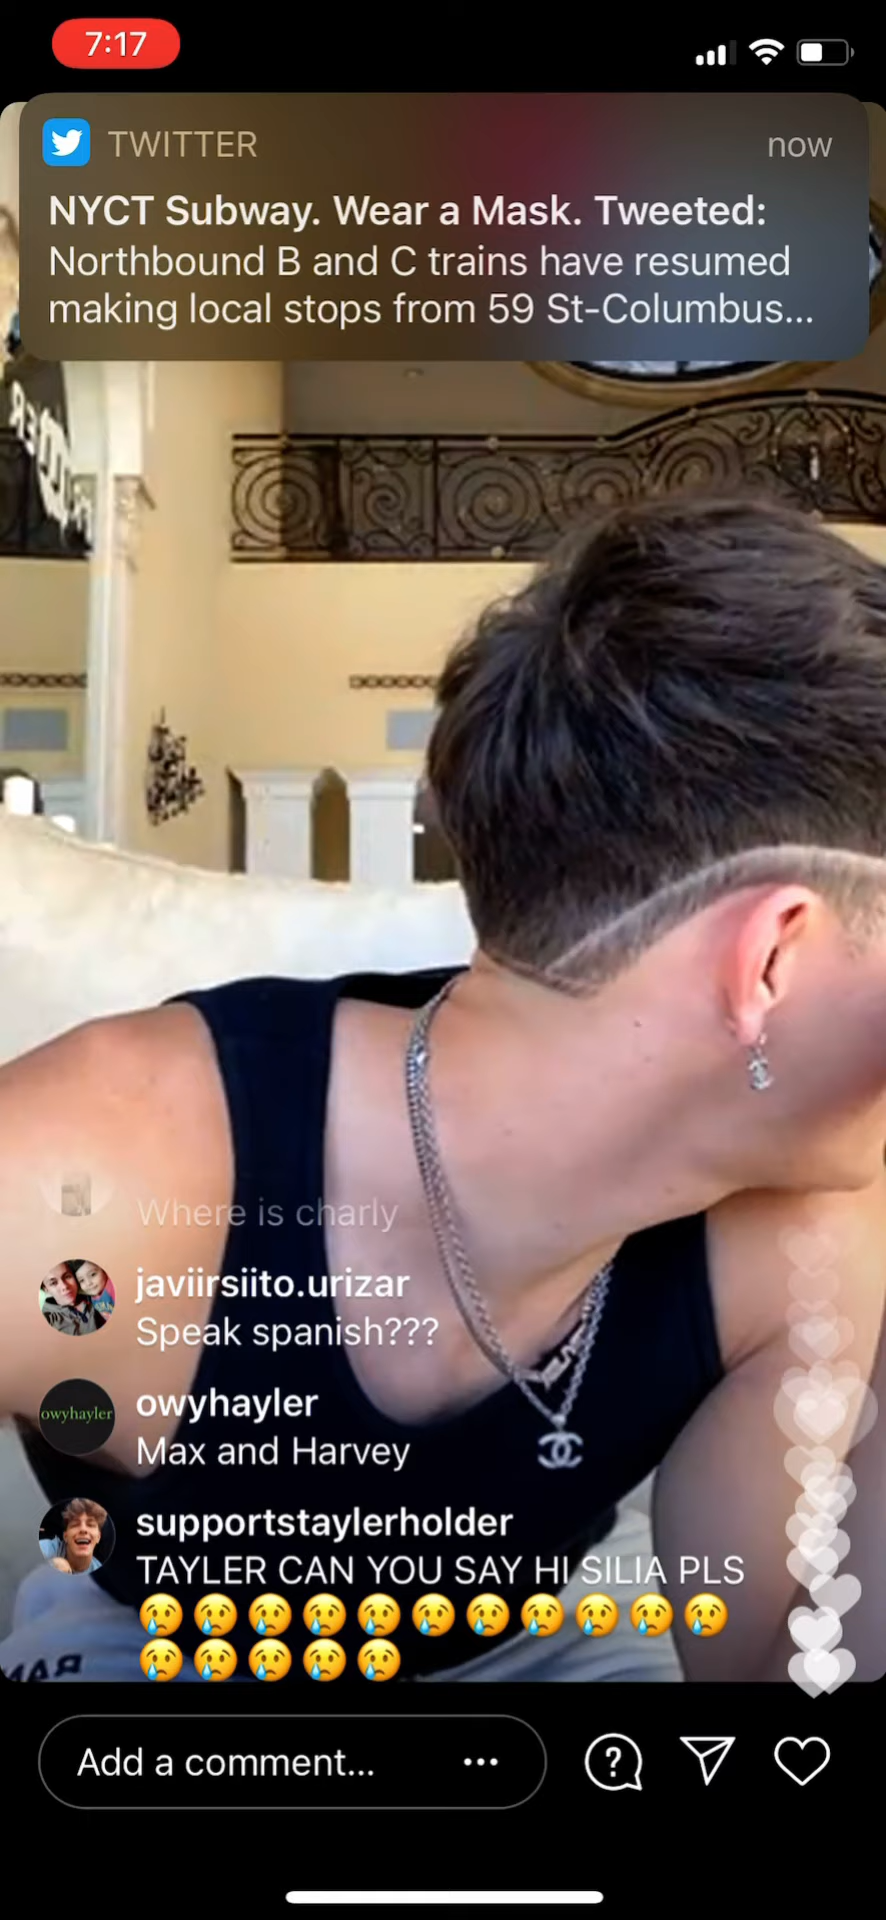 7:17
TWITTER
now
NYCT Subway. Wear a Mask. Tweeted:
Northbound B and C trains have resumed
making local stops from 59 St-Columbus...
Where is charly
javiirsiito.urizar
Speak spanish???
owyhayler
owyhayler
Max and Harvey
supportstaylerholder
TAYLER CAN YOU SAY HI SILIA PLS
😢😢😢😢😢😢😢😢😢😢😢
😢😢😢😢😢
Add a comment...